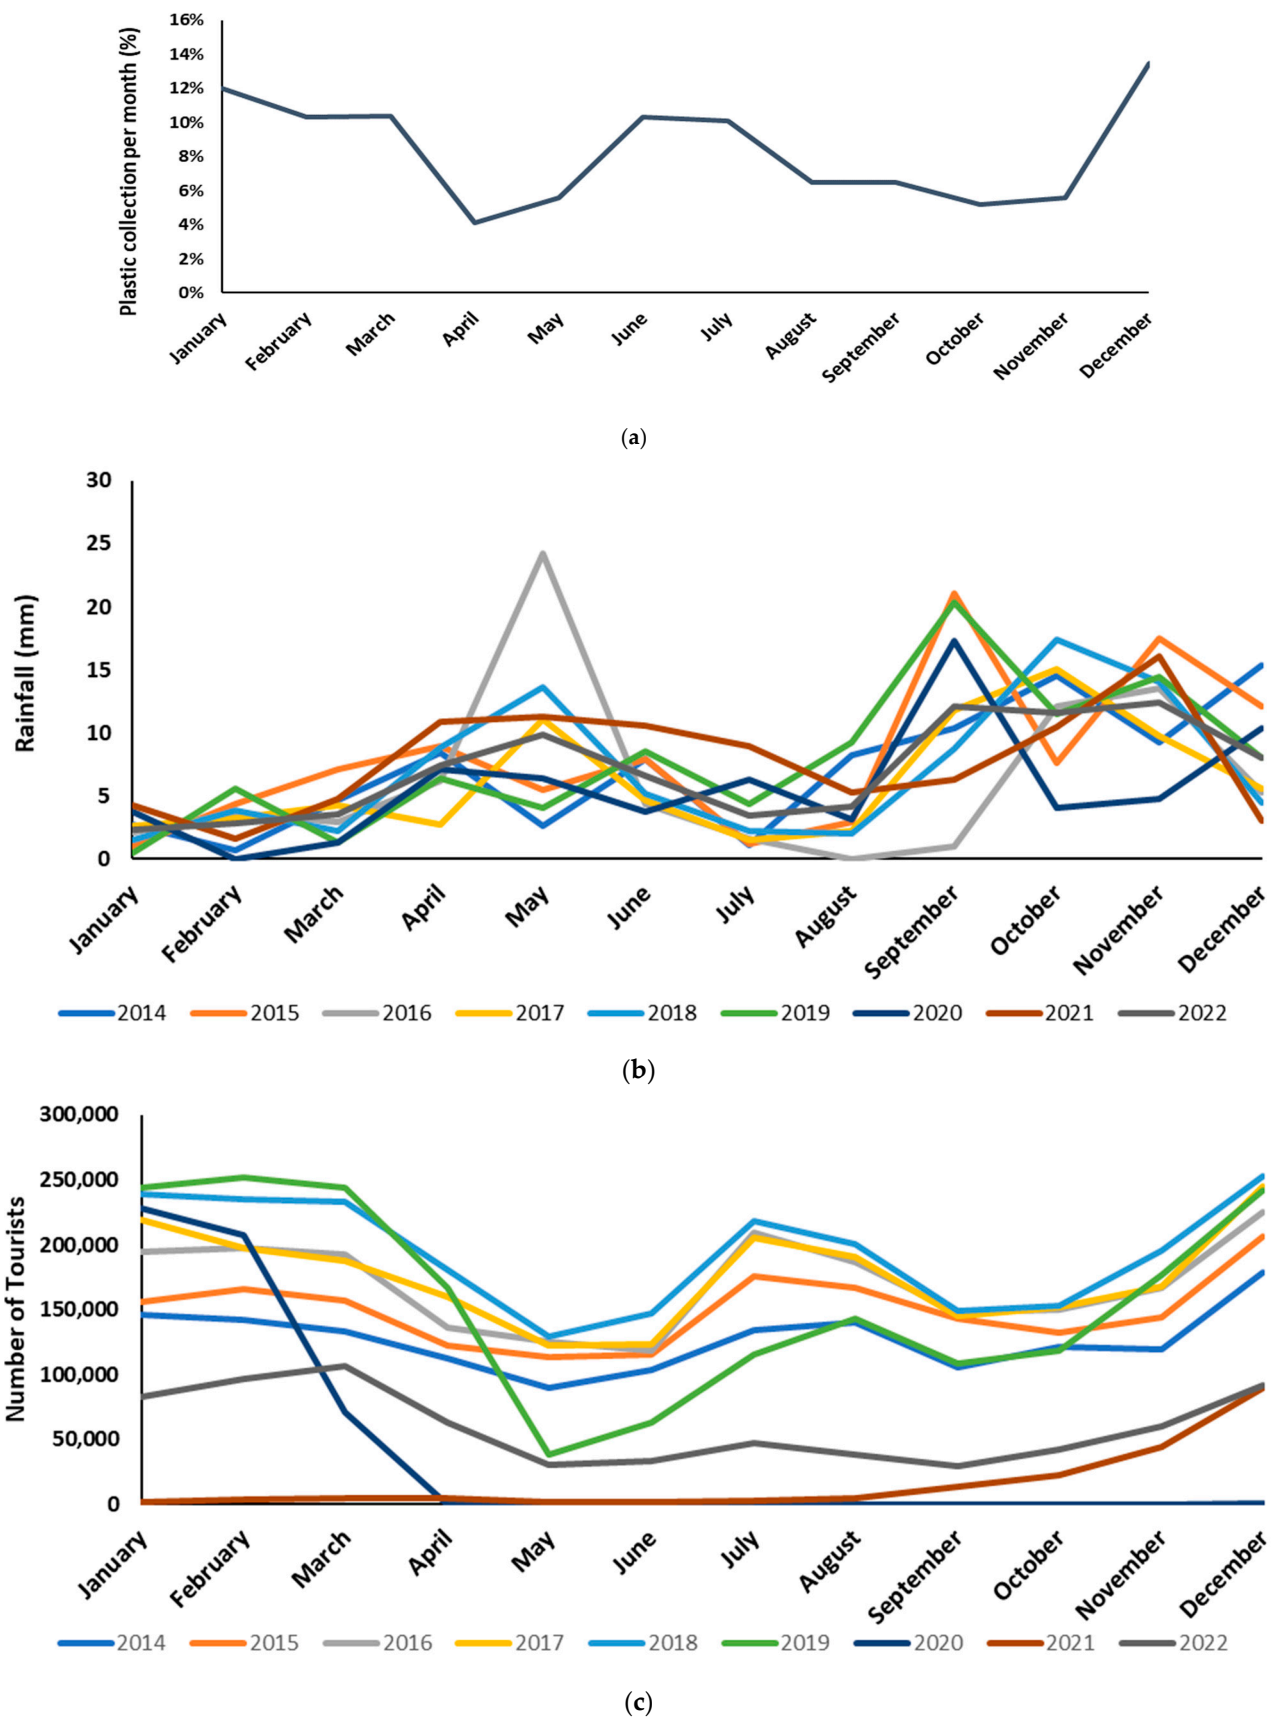 Plastic collection per month (%)
16%
14%
12%
10%
8%
6%
4%
2%
0%
January February March April May June July August September October November December
(a)
Rainfall (mm)
30
25
20
15
10
5
0
January February March April May June July August September October November December
2014 2015 2016 2017 2018 2019 2020 2021 2022
(b)
Number of Tourists
300,000
250,000
200,000
150,000
100,000
50,000
0
January February March April May June July August September October November December
2014 2015 2016 2017 2018 2019 2020 2021 2022
(c)